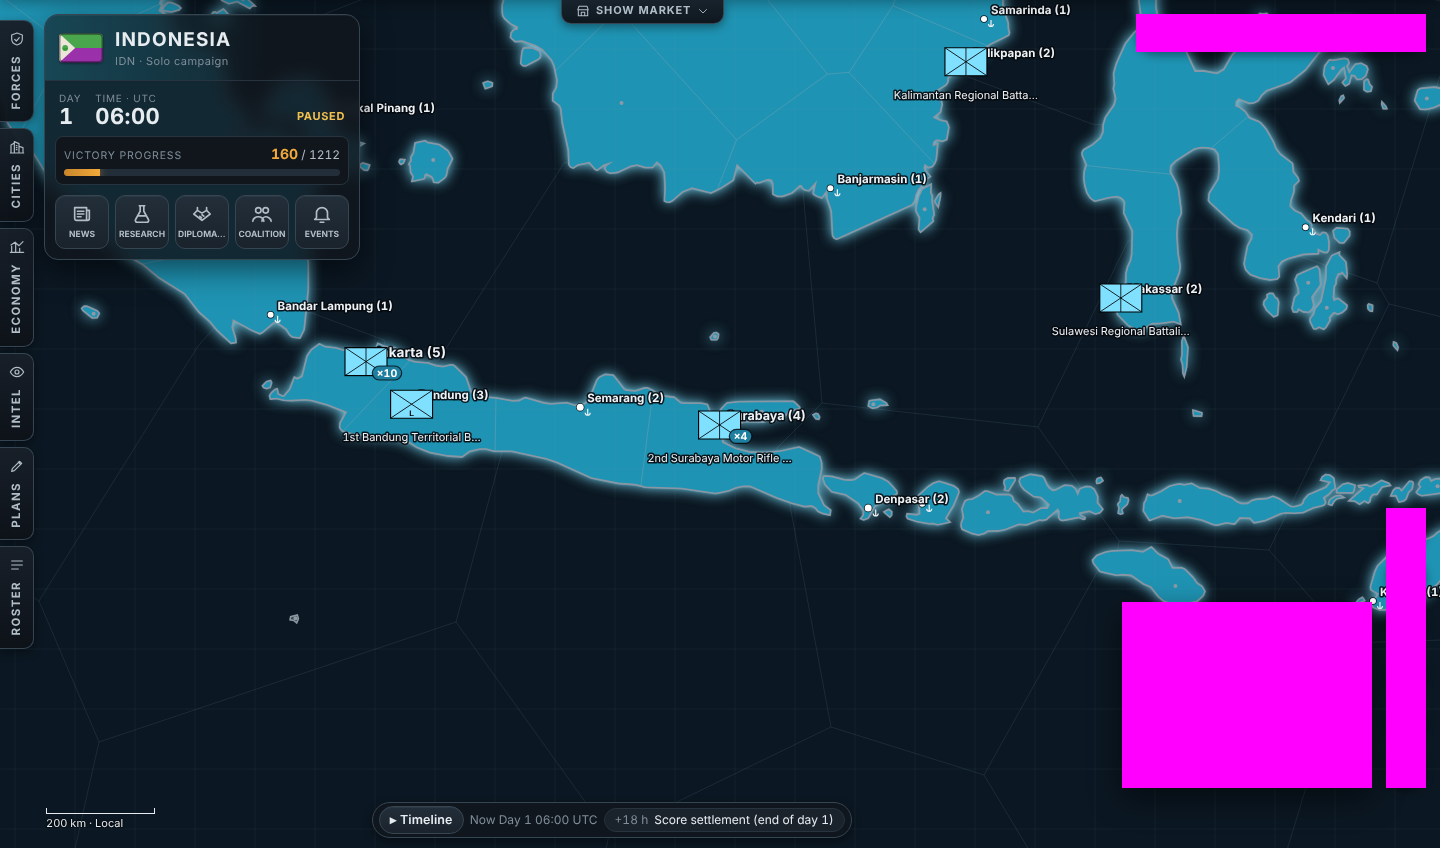 SHOW MARKET
INDONESIA
IDN · Solo campaign
DAY
TIME · UTC
1
06:00
PAUSED
VICTORY PROGRESS
160 / 1212
NEWS
RESEARCH
DIPLOMA...
COALITION
EVENTS
FORCES
CITIES
ECONOMY
INTEL
PLANS
ROSTER
Samarinda (1)
likpapan (2)
Kalimantan Regional Batta...
kal Pinang (1)
Banjarmasin (1)
Kendari (1)
akassar (2)
Sulawesi Regional Battali...
Bandar Lampung (1)
karta (5)
×10
ndung (3)
L
1st Bandung Territorial B...
Semarang (2)
rabaya (4)
×4
2nd Surabaya Motor Rifle ...
Denpasar (2)
K
(1)
200 km · Local
▸ Timeline
Now Day 1 06:00 UTC
+18 h Score settlement (end of day 1)